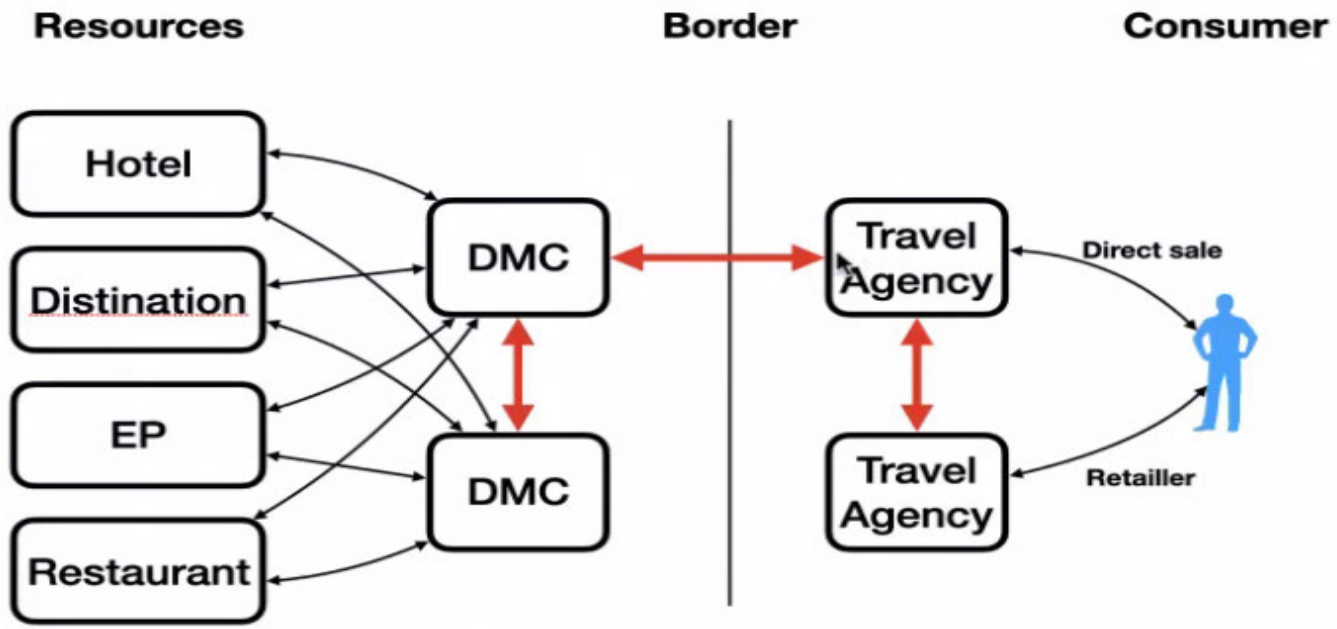 Resources
Border
Consumer
Hotel
Distination
EP
Restaurant
DMC
DMC
Travel
Agency
Travel
Agency
Direct sale
Retailler